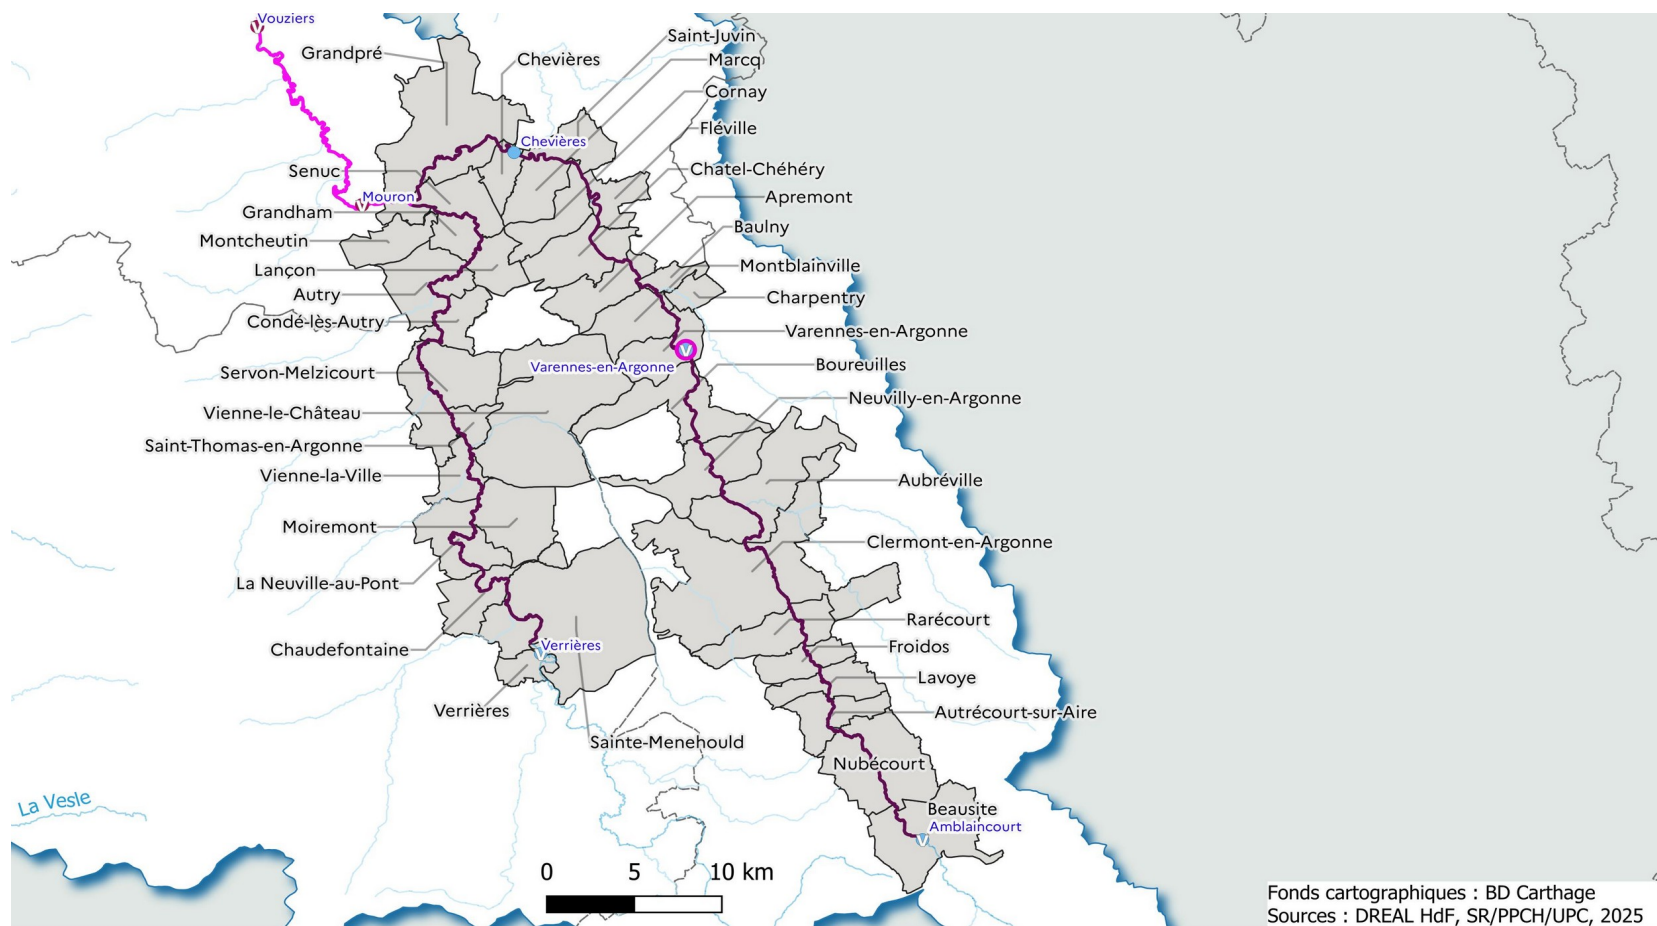 Vouziers
Saint-Juvin
Grandpré
Chevières
Marcq
Cornay
Fléville
Chevières
Senuc
Chatel-Chéhéry
Mouron
Apremont
Grandham
Baulny
Montcheutin
Lançon
Montblainville
Autry
Charpentry
Condé-lès-Autry
Varennes-en-Argonne
Varennes-en-Argonne
Boureuilles
Servon-Melzicourt
Neuvilly-en-Argonne
Vienne-le-Château
Saint-Thomas-en-Argonne
Vienne-la-Ville
Aubréville
Moiremont
Clermont-en-Argonne
La Neuville-au-Pont
Rarécourt
Chaudefontaine
Verrières
Froidos
Lavoye
Verrières
Autrécourt-sur-Aire
Sainte-Menehould
Nubécourt
La Vesle
Beausite
Amblaincourt
0 5 10 km
Fonds cartographiques : BD Carthage
Sources : DREAL HdF, SR/PPCH/UPC, 2025